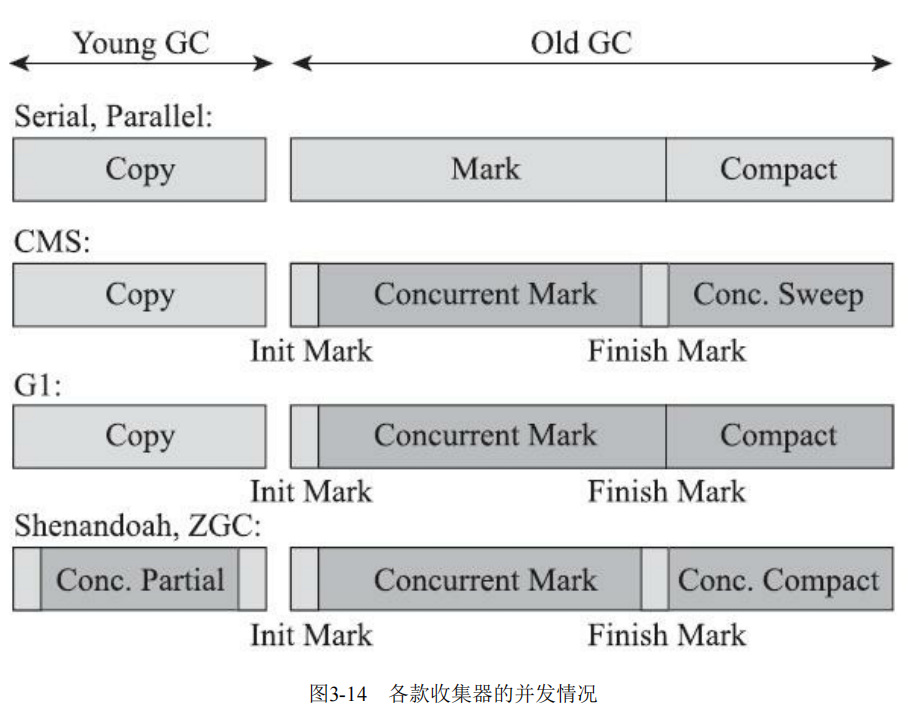 Young GC Old GC
Serial, Parallel:
Copy Mark Compact
CMS:
Copy Concurrent Mark Conc. Sweep
Init Mark Finish Mark
G1:
Copy Concurrent Mark Compact
Init Mark Finish Mark
Shenandoah, ZGC:
Conc. Partial Concurrent Mark Conc. Compact
Init Mark Finish Mark
图3-14 各款收集器的并发情况